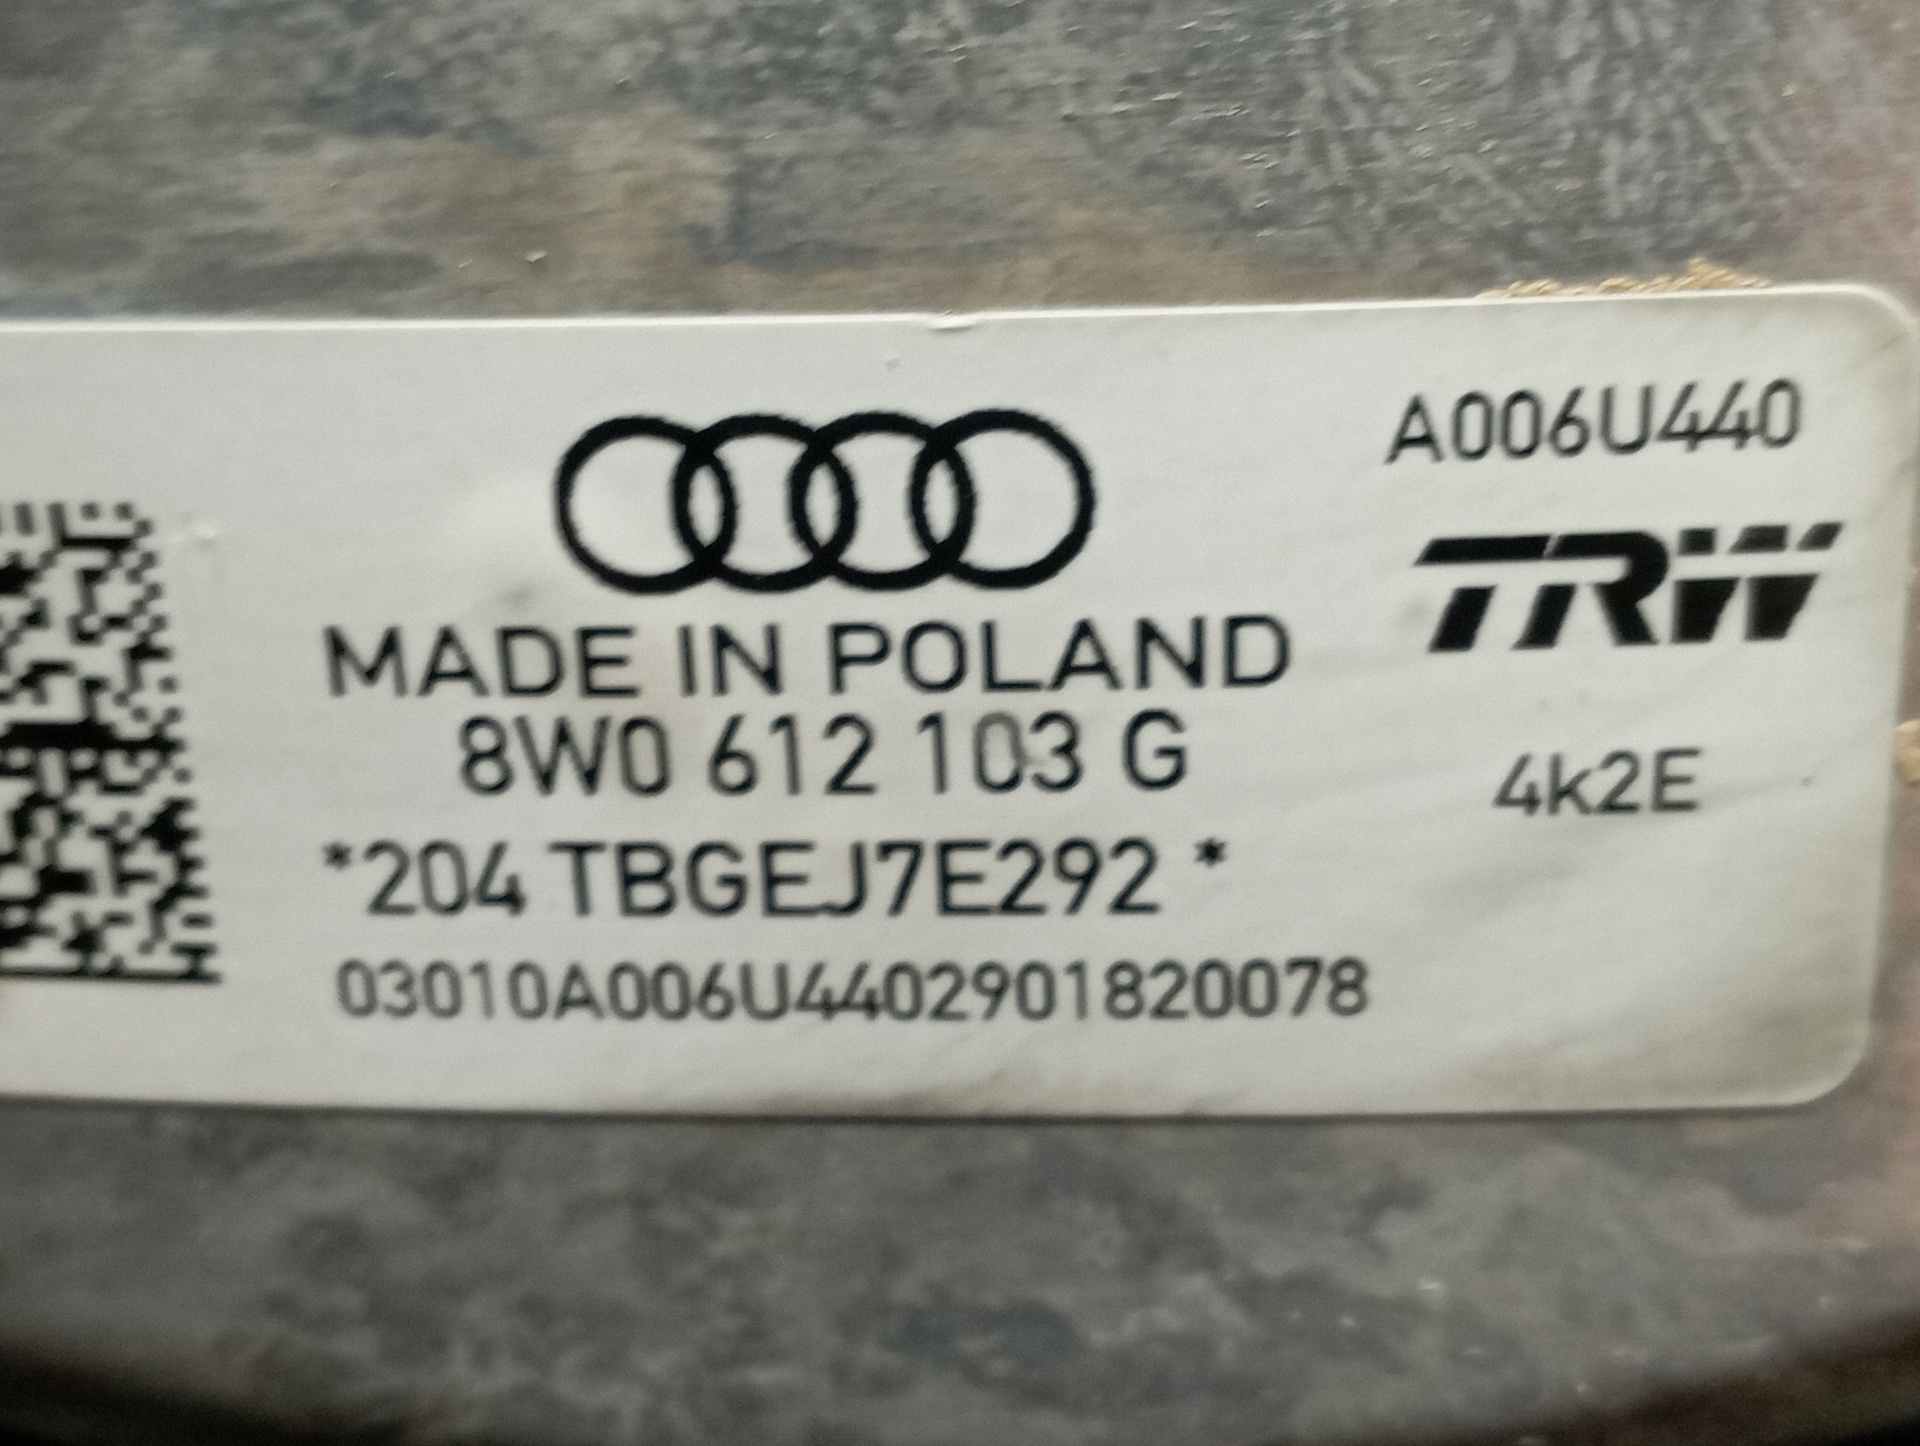 A006U440
TRW
MADE IN POLAND
8W0 612 103 G
4k2E
*204 TBGEJ7E292 *
03010A006U4402901820078